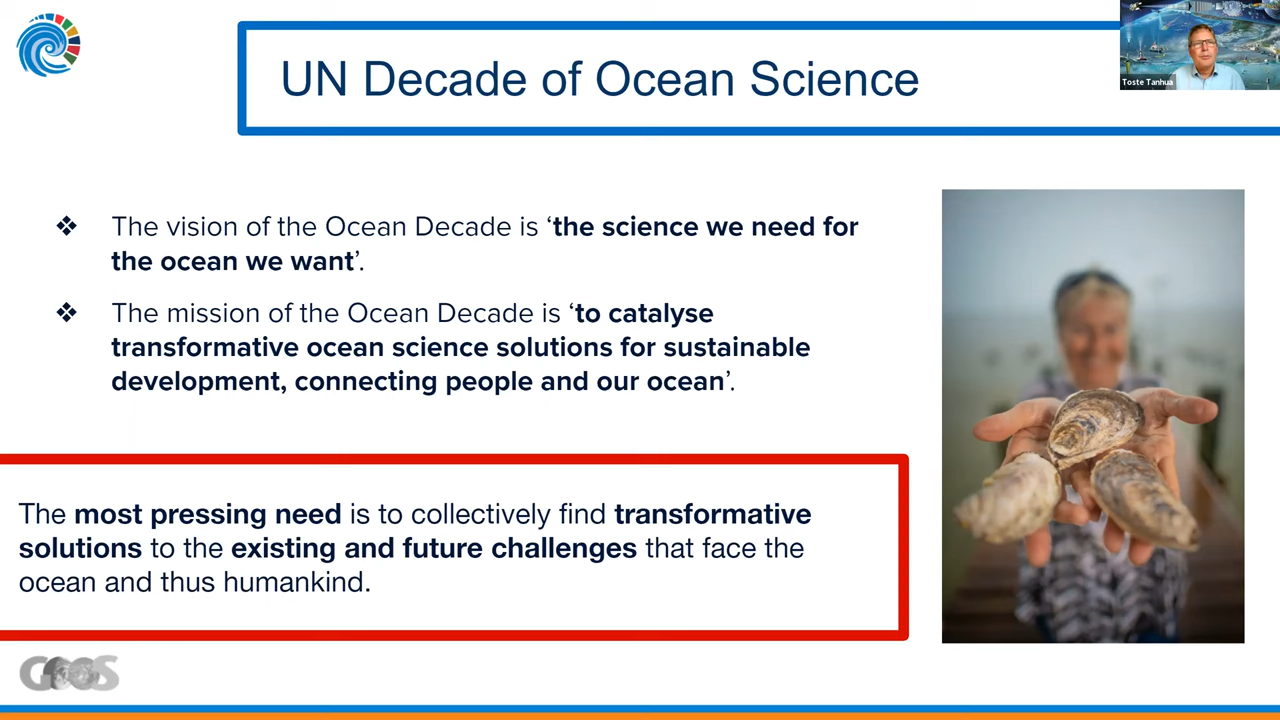 UN Decade of Ocean Science
Toste Tanhua
❖ The vision of the Ocean Decade is ‘the science we need for
the ocean we want’.
❖ The mission of the Ocean Decade is ‘to catalyse
transformative ocean science solutions for sustainable
development, connecting people and our ocean’.
The most pressing need is to collectively find transformative
solutions to the existing and future challenges that face the
ocean and thus humankind.
GOOS